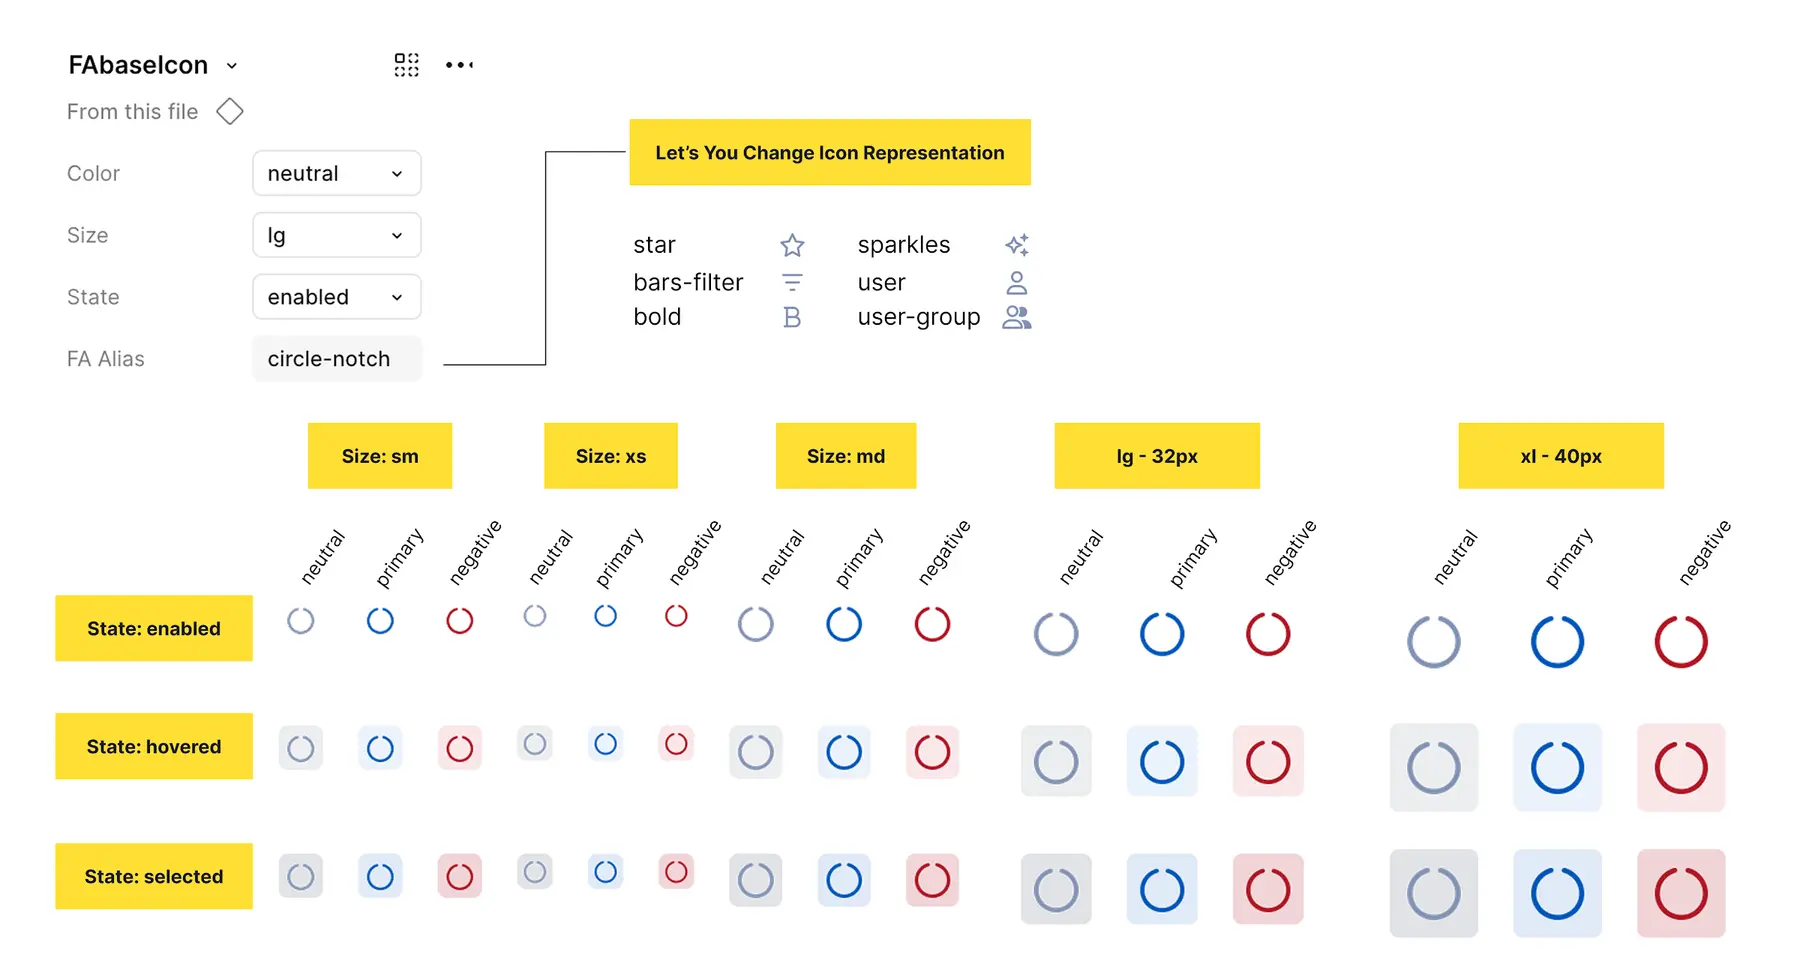 FAbaseIcon
From this file
Color
neutral
Size
lg
State
enabled
FA Alias
circle-notch
Let's You Change Icon Representation
star
sparkles
bars-filter
user
bold
user-group
Size: sm
Size: xs
Size: md
lg - 32px
xl - 40px
neutral
primary
negative
neutral
primary
negative
neutral
primary
negative
neutral
primary
negative
neutral
primary
negative
State: enabled
State: hovered
State: selected